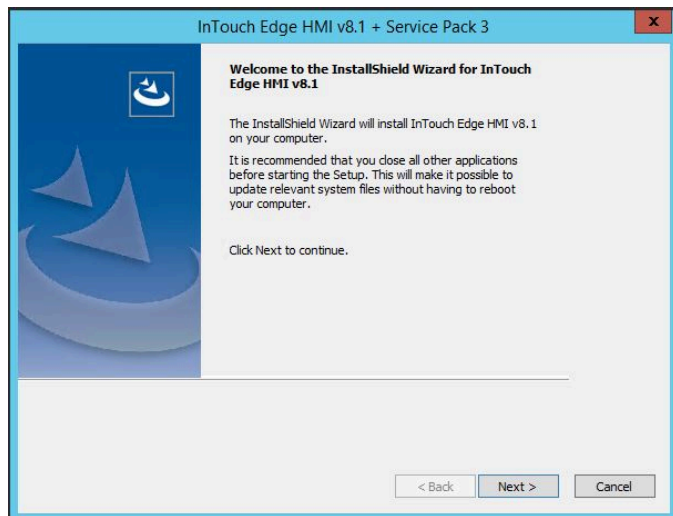 InTouch Edge HMI v8.1 + Service Pack 3
x
Welcome to the InstallShield Wizard for InTouch
Edge HMI v8.1
The InstallShield Wizard will install InTouch Edge HMI v8.1
on your computer.
It is recommended that you close all other applications
before starting the Setup. This will make it possible to
update relevant system files without having to reboot
your computer.
Click Next to continue.
< Back
Next >
Cancel